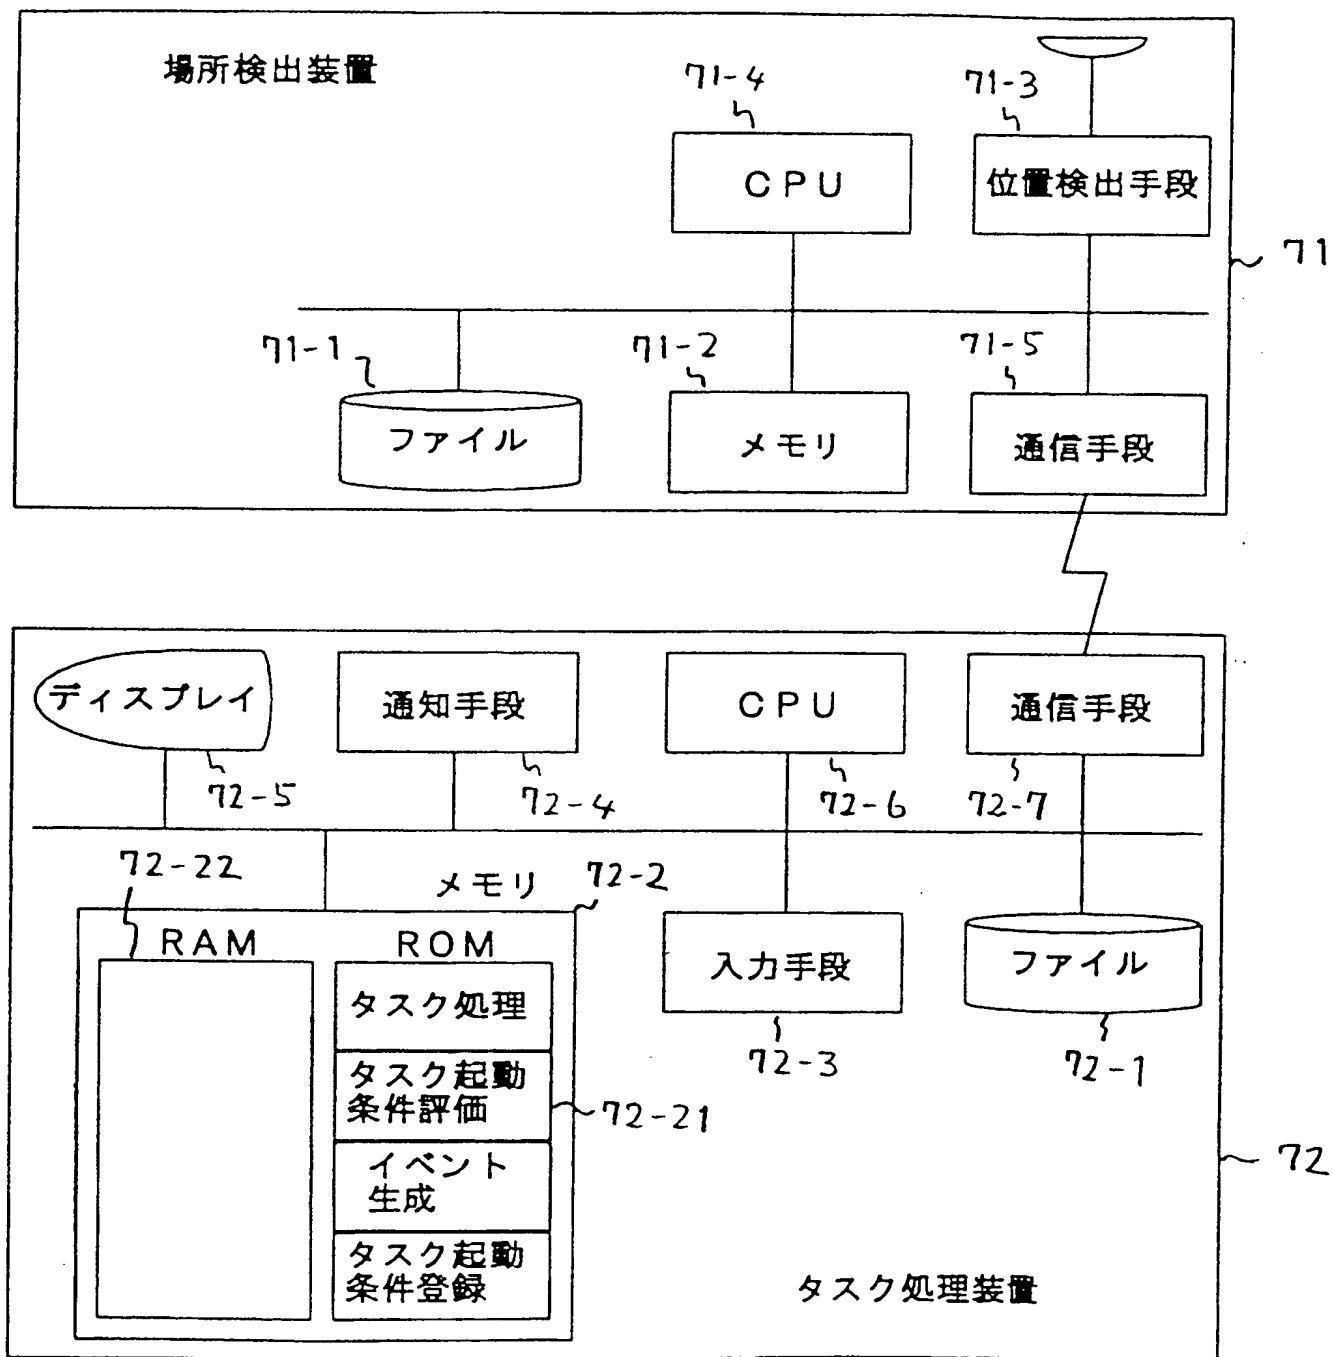 場所検出装置
71-4
71-3
CPU
位置検出手段
71
71-1
71-2
71-5
ファイル
メモリ
通信手段
ディスプレイ
通知手段
CPU
通信手段
72-5
72-4
72-6
72-7
72-22
メモリ
72-2
RAM
ROM
入力手段
ファイル
タスク処理
72-3
72-1
タスク起動
条件評価
72-21
イベント
生成
72
タスク起動
条件登録
タスク処理装置